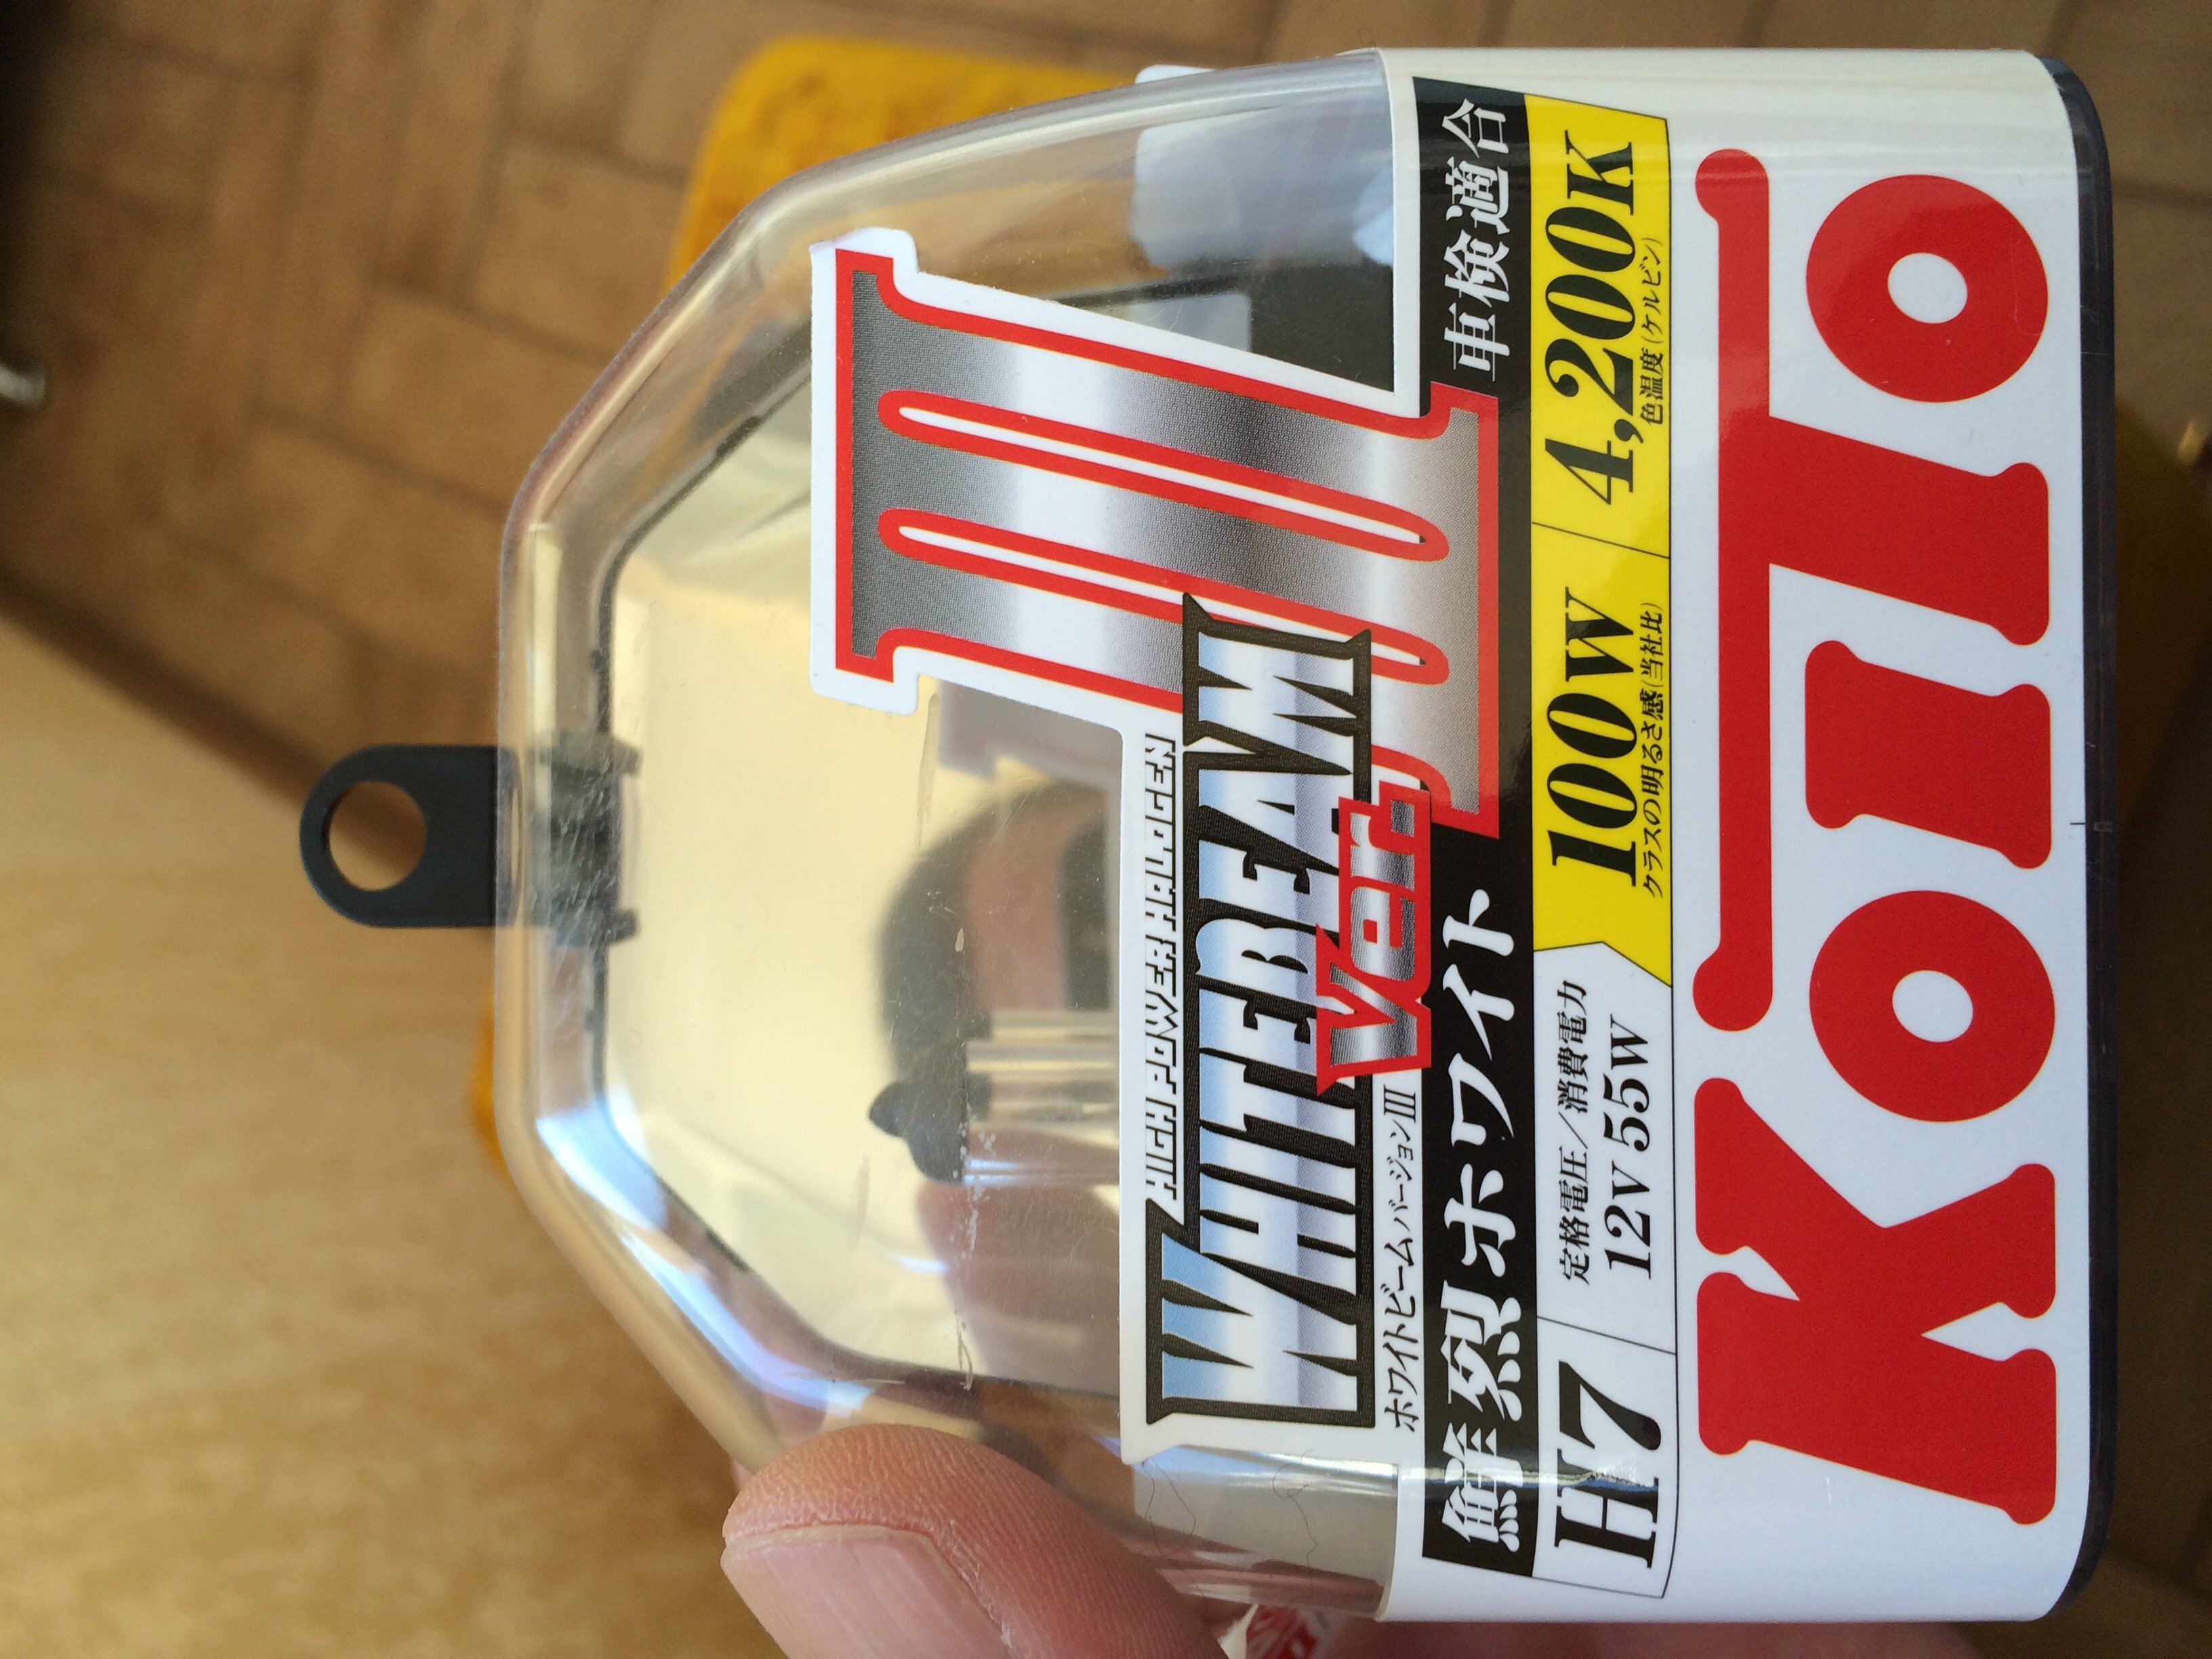 III
HIGH POWER & HALOGEN
WHITEBEAM
Ver.
ホワイトビームバージョンIII
鮮烈ホワイト
車検適合
H7
定格電圧/消費電力
12V 55W
100W
クラスの明るさ感(当社比)
4,200K
色温度(ケルビン)
KOITO